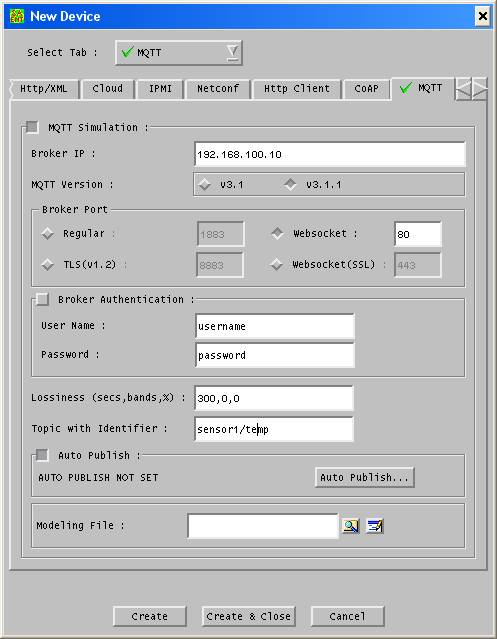 New Device
Select Tab : MQTT
Http/XML Cloud IPMI Netconf Http Client CoAP MQTT
MQTT Simulation :
Broker IP : 192.168.100.10
MQTT Version : v3.1 v3.1.1
Broker Port
Regular : 1883 Websocket : 80
TLS(v1.2) : 8883 Websocket(SSL) : 443
Broker Authentication :
User Name : username
Password : password
Lossiness (secs,bands,%) : 300,0,0
Topic with Identifier : sensor1/temp
Auto Publish :
AUTO PUBLISH NOT SET Auto Publish...
Modeling File :
Create Create & Close Cancel